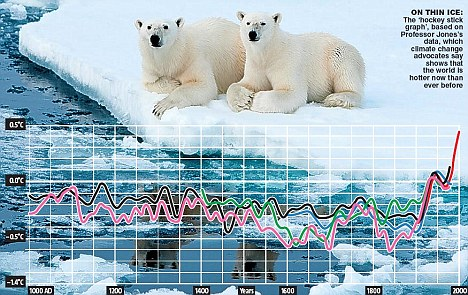 ON THIN ICE:
The 'hockey stick
graph', based on
Professor Jones's
data, which
climate change
advocates say
shows that
the world is
hotter now than
ever before
0.5˚C
0.0˚C
-0.5˚C
-1.4˚C
1000 AD 1200 1400 Years 1600 1800 2000